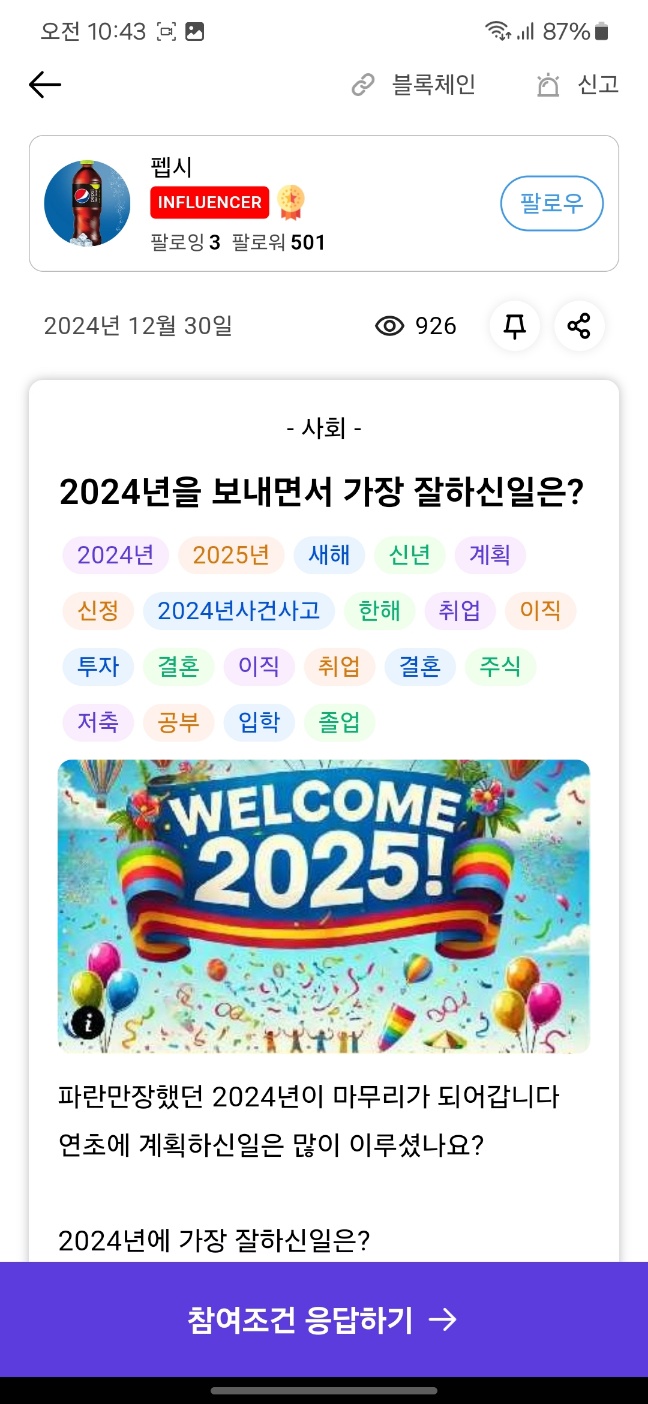 오전 10:43
87%
블록체인
신고
펩시
INFLUENCER
팔로잉 3 팔로워 501
팔로우
2024년 12월 30일
926
- 사회 -
2024년을 보내면서 가장 잘하신일은?
2024년 2025년 새해 신년 계획
신정 2024년사건사고 한해 취업 이직
투자 결혼 이직 취업 결혼 주식
저축 공부 입학 졸업
WELCOME
2025!
i
파란만장했던 2024년이 마무리가 되어갑니다
연초에 계획하신일은 많이 이루셨나요?
2024년에 가장 잘하신일은?
참여조건 응답하기 →